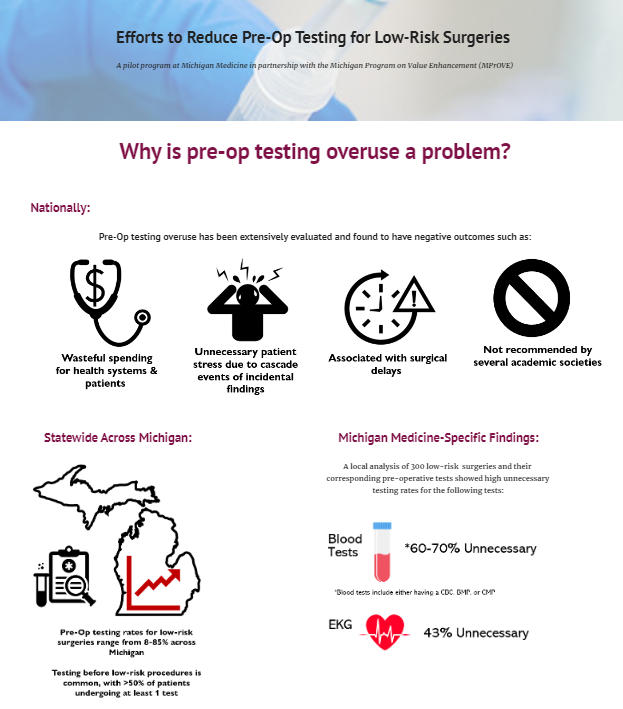 Efforts to Reduce Pre-Op Testing for Low-Risk Surgeries
A pilot program at Michigan Medicine in partnership with the Michigan Program on Value Enhancement (MPrOVE)
Why is pre-op testing overuse a problem?
Nationally:
Pre-Op testing overuse has been extensively evaluated and found to have negative outcomes such as:
$
Wasteful spending
for health systems &
patients
Unnecessary patient
stress due to cascade
events of incidental
findings
!
Associated with surgical
delays
Not recommended by
several academic societies
Statewide Across Michigan:
Pre-Op testing rates for low-risk
surgeries range from 8-85% across
Michigan
Testing before low-risk procedures is
common, with >50% of patients
undergoing at least 1 test
Michigan Medicine-Specific Findings:
A local analysis of 300 low-risk surgeries and their
corresponding pre-operative tests showed high unnecessary
testing rates for the following tests:
Blood
Tests
*60-70% Unnecessary
*Blood tests include either having a CBC, BMP, or CMP
EKG
43% Unnecessary